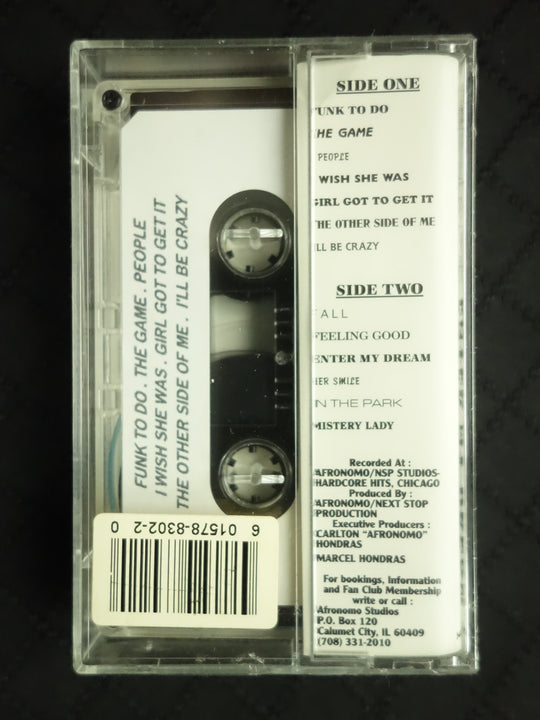 FUNK TO DO . THE GAME . PEOPLE
I WISH SHE WAS . GIRL GOT TO GET IT
THE OTHER SIDE OF ME . I'LL BE CRAZY
6 01578-8302-2 0
SIDE ONE
FUNK TO DO
THE GAME
PEOPLE
I WISH SHE WAS
GIRL GOT TO GET IT
THE OTHER SIDE OF ME
I'LL BE CRAZY
SIDE TWO
FALL
FEELING GOOD
ENTER MY DREAM
HER SMILE
IN THE PARK
MISTERY LADY
Recorded At :
AFRONOMO/NSP STUDIOS-
HARDCORE HITS, CHICAGO
Produced By :
AFRONOMO/NEXT STOP
PRODUCTION
Executive Producers :
CARLTON "AFRONOMO"
HONDRAS
MARCEL HONDRAS
For bookings, Information
and Fan Club Membership
write or call :
Afronomo Studios
P.O. Box 120
Calumet City, IL 60409
(708) 331-2010